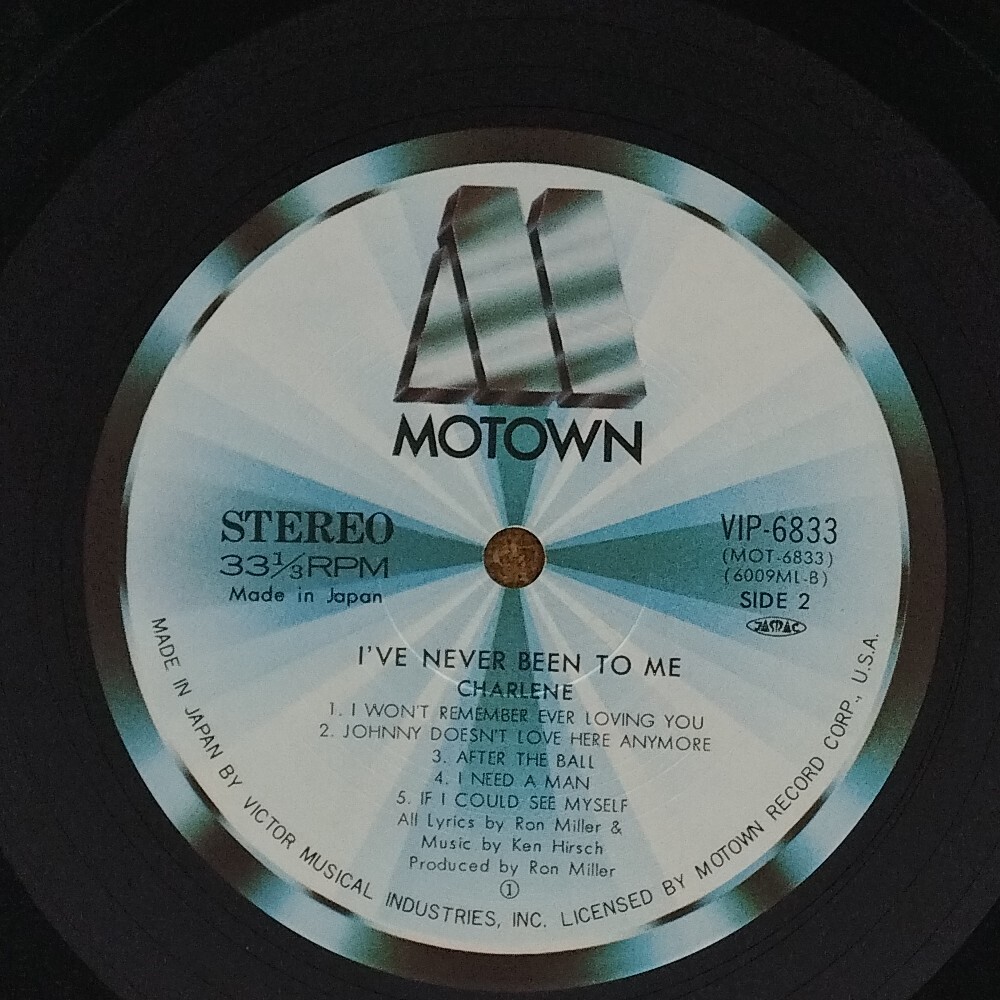 MOTOWN
STEREO
33⅓RPM
Made in Japan
VIP-6833
(MOT-6833)
(6009ML-B)
SIDE 2
JASRAC
I'VE NEVER BEEN TO ME
CHARLENE
1. I WON'T REMEMBER EVER LOVING YOU
2. JOHNNY DOESN'T LOVE HERE ANYMORE
3. AFTER THE BALL
4. I NEED A MAN
5. IF I COULD SEE MYSELF
All Lyrics by Ron Miller &
Music by Ken Hirsch
Produced by Ron Miller
①
MADE IN JAPAN BY VICTOR MUSICAL INDUSTRIES, INC. LICENSED BY MOTOWN RECORD CORP., U.S.A.